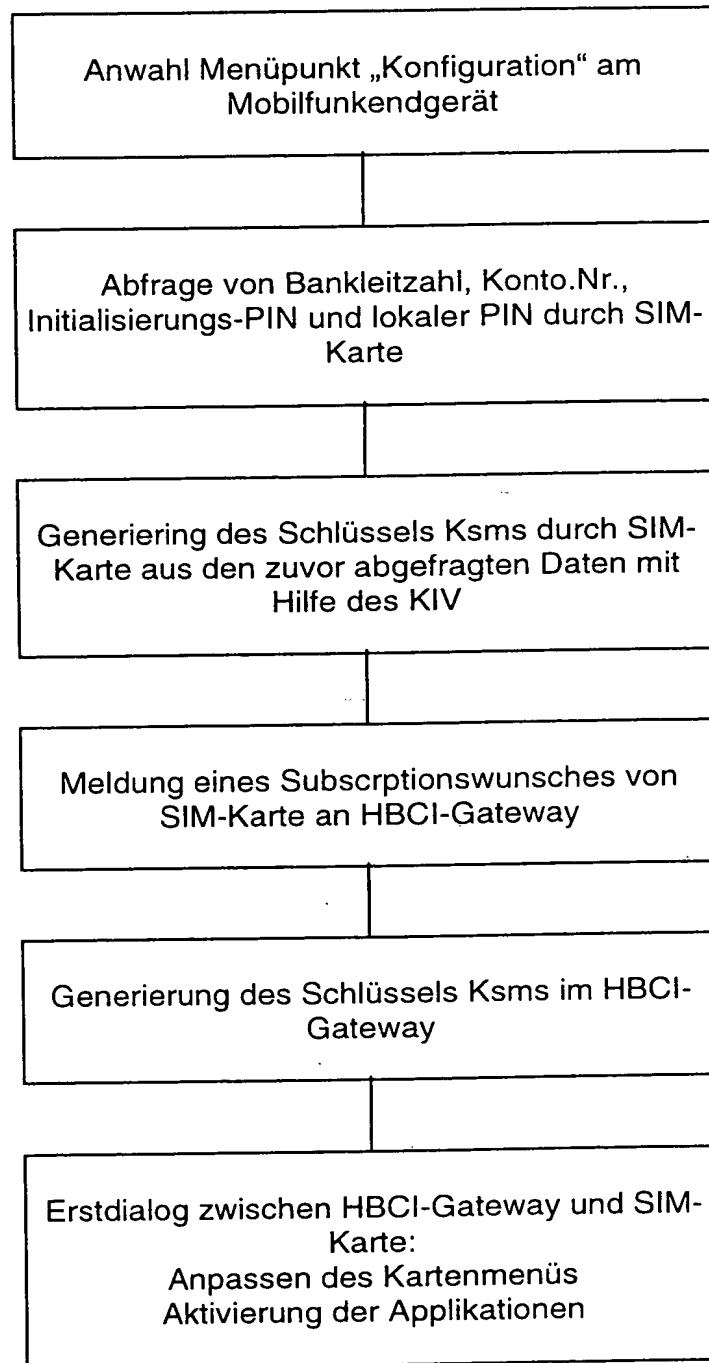 Anwahl Menüpunkt „Konfiguration“ am
Mobilfunkendgerät
Abfrage von Bankleitzahl, Konto.Nr.,
Initialisierungs-PIN und lokaler PIN durch SIM-
Karte
Generiering des Schlüssels Ksms durch SIM-
Karte aus den zuvor abgefragten Daten mit
Hilfe des KIV
Meldung eines Subscrptionswunsches von
SIM-Karte an HBCI-Gateway
Generierung des Schlüssels Ksms im HBCI-
Gateway
Erstdialog zwischen HBCI-Gateway und SIM-
Karte:
Anpassen des Kartenmenüs
Aktivierung der Applikationen